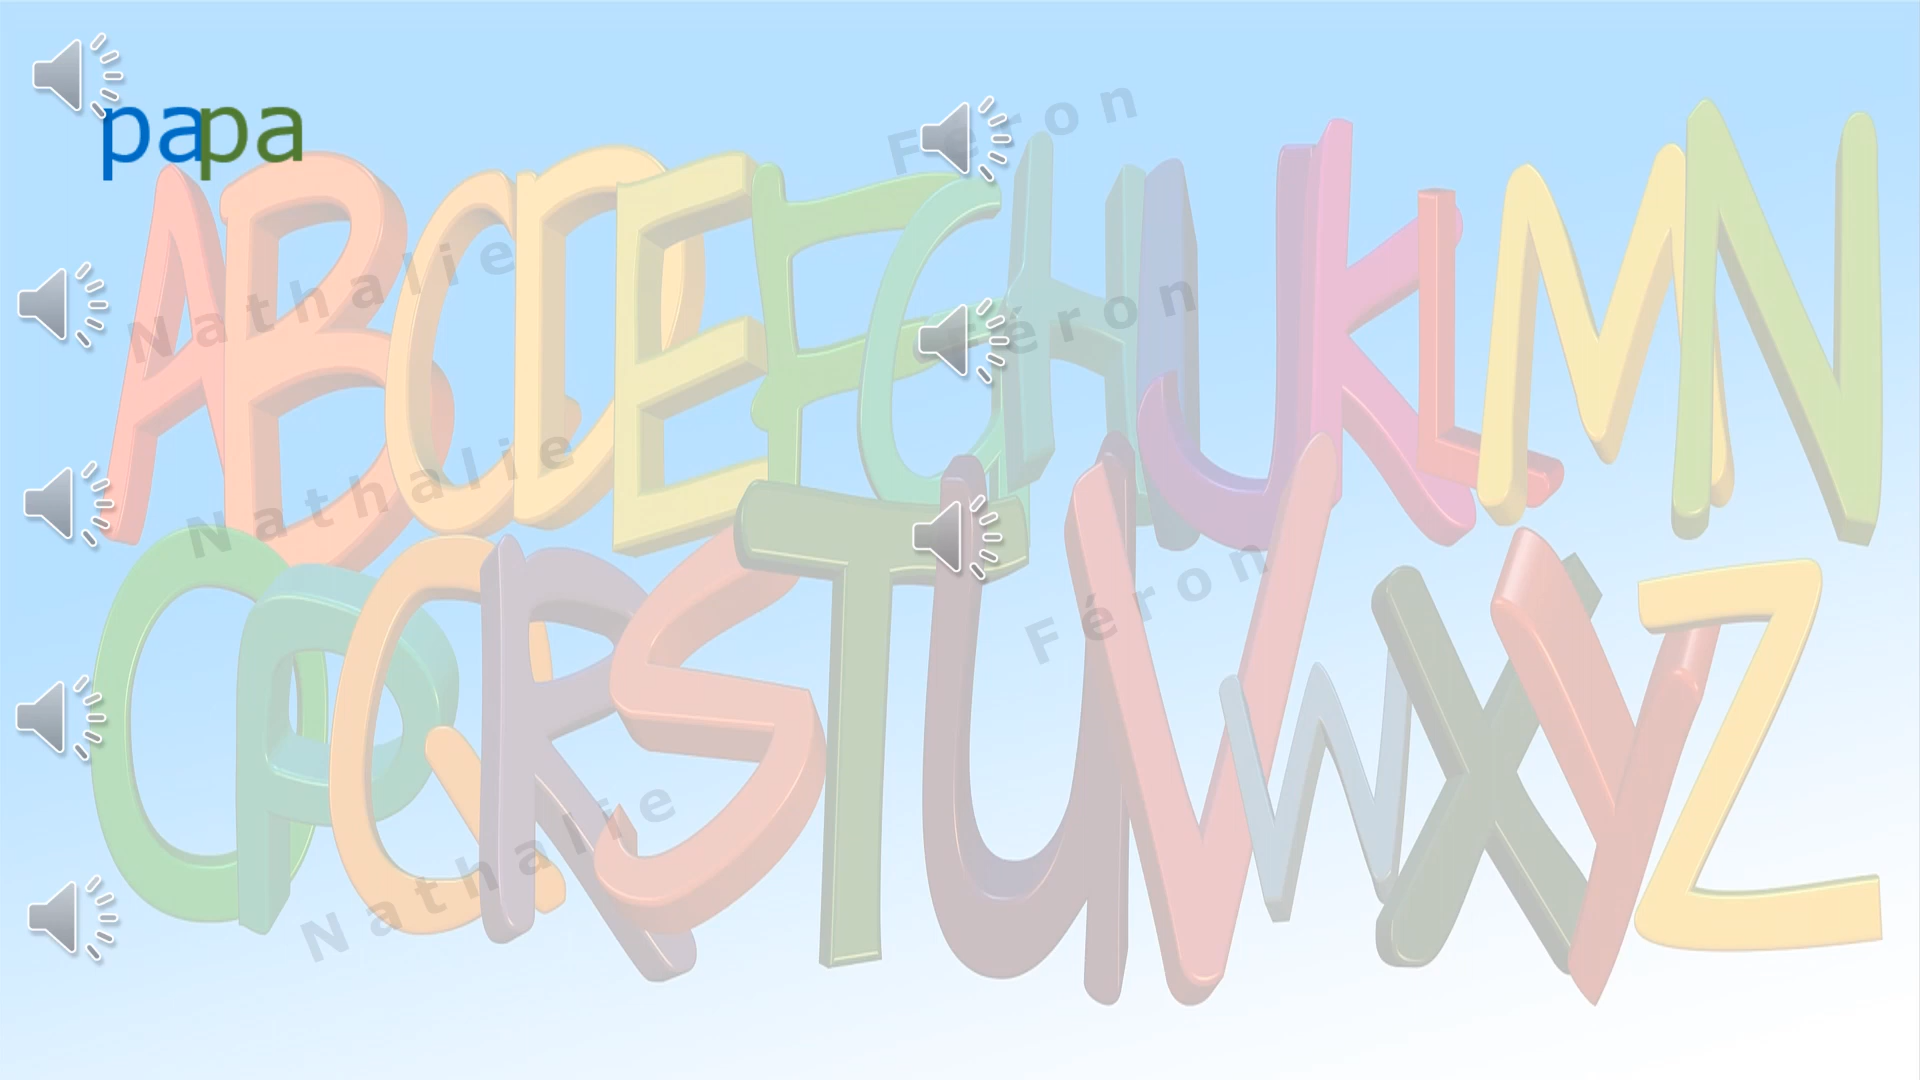 papa
Nathalie Féron
Nathalie Féron
ABCDEFGHIJKLMN
OPQRSTUVWXYZ
Nathalie Féron